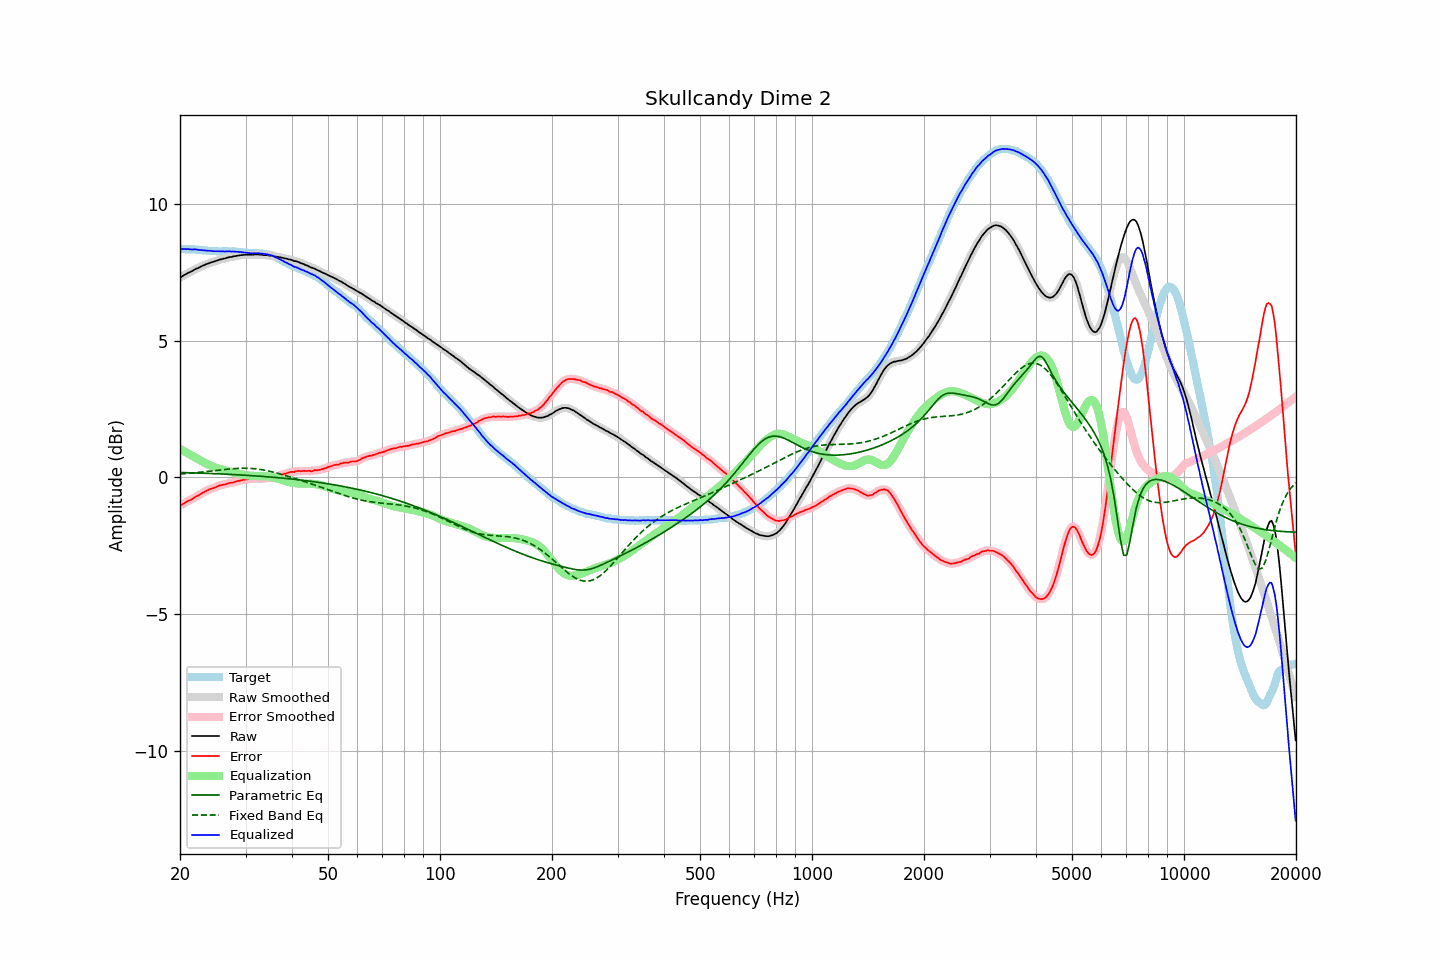 Skullcandy Dime 2
Amplitude (dBr)
10
5
0
−5
−10
Target
Raw Smoothed
Error Smoothed
Raw
Error
Equalization
Parametric Eq
Fixed Band Eq
Equalized
20 50 100 200 500 1000 2000 5000 10000 20000
Frequency (Hz)